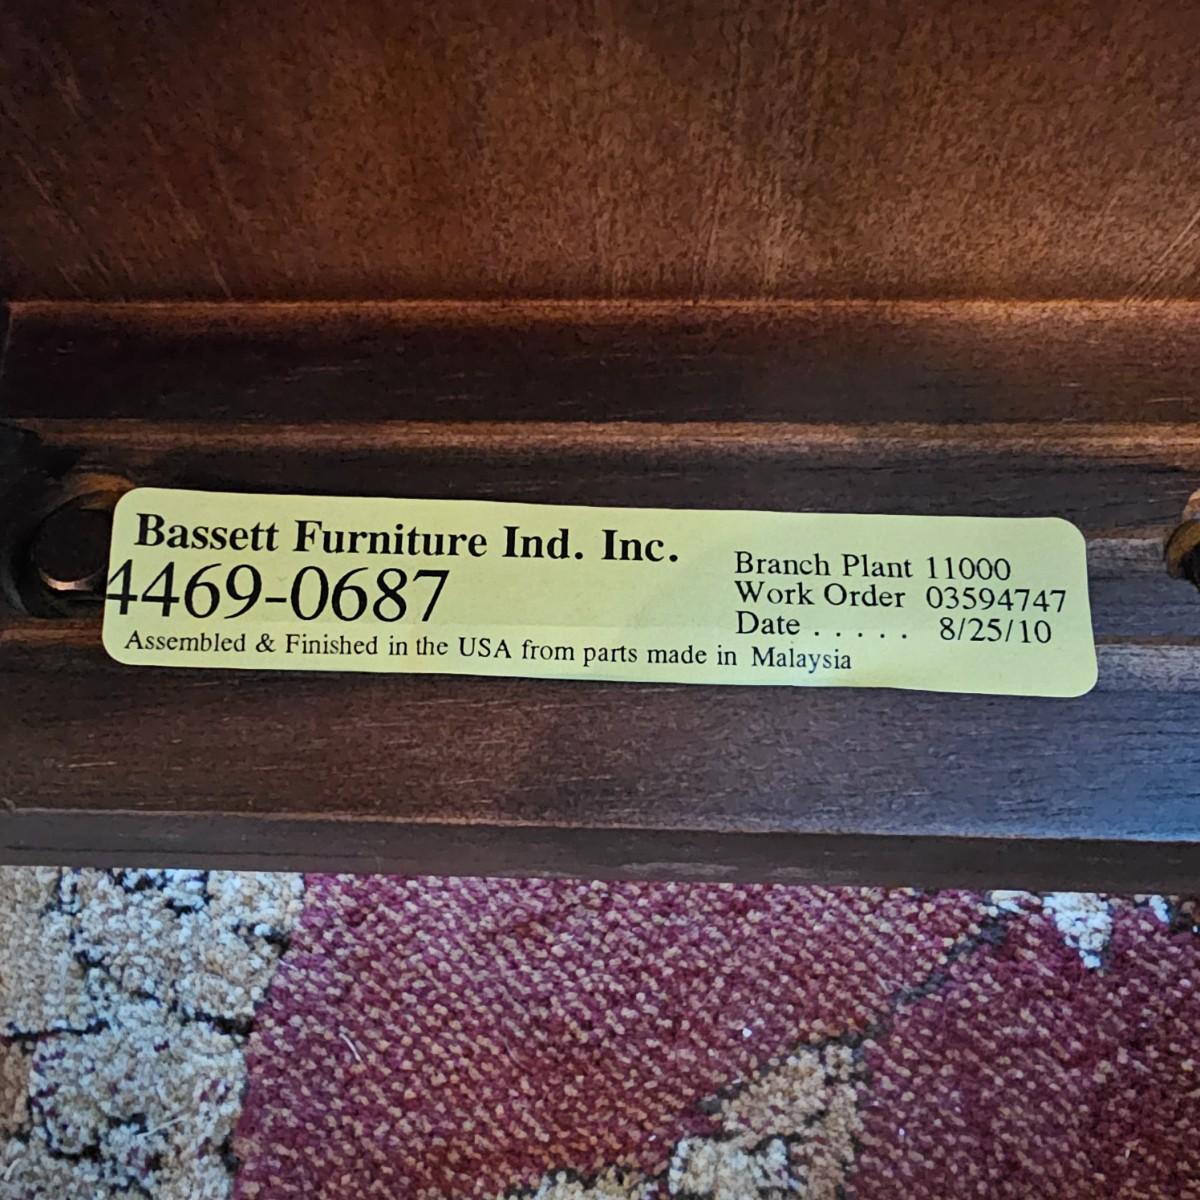 Bassett Furniture Ind. Inc.
4469-0687
Branch Plant 11000
Work Order 03594747
Date . . . . . 8/25/10
Assembled & Finished in the USA from parts made in Malaysia